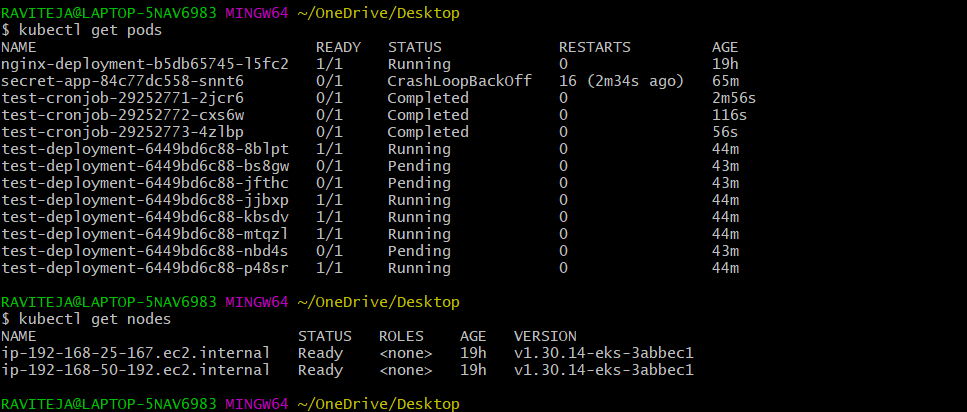 RAVITEJA@LAPTOP-5NAV6983 MINGW64 ~/OneDrive/Desktop
$ kubectl get pods
NAME READY STATUS RESTARTS AGE
nginx-deployment-b5db65745-l5fc2 1/1 Running 0 19h
secret-app-84c77dc558-snnt6 0/1 CrashLoopBackOff 16 (2m34s ago) 65m
test-cronjob-29252771-2jcr6 0/1 Completed 0 2m56s
test-cronjob-29252772-cxs6w 0/1 Completed 0 116s
test-cronjob-29252773-4zlbp 0/1 Completed 0 56s
test-deployment-6449bd6c88-8blpt 1/1 Running 0 44m
test-deployment-6449bd6c88-bs8gw 0/1 Pending 0 43m
test-deployment-6449bd6c88-jfthc 0/1 Pending 0 43m
test-deployment-6449bd6c88-jjbxp 1/1 Running 0 44m
test-deployment-6449bd6c88-kbsdv 1/1 Running 0 44m
test-deployment-6449bd6c88-mtqzl 1/1 Running 0 44m
test-deployment-6449bd6c88-nbd4s 0/1 Pending 0 43m
test-deployment-6449bd6c88-p48sr 1/1 Running 0 44m
RAVITEJA@LAPTOP-5NAV6983 MINGW64 ~/OneDrive/Desktop
$ kubectl get nodes
NAME STATUS ROLES AGE VERSION
ip-192-168-25-167.ec2.internal Ready <none> 19h v1.30.14-eks-3abbec1
ip-192-168-50-192.ec2.internal Ready <none> 19h v1.30.14-eks-3abbec1
RAVITEJA@LAPTOP-5NAV6983 MINGW64 ~/OneDrive/Desktop